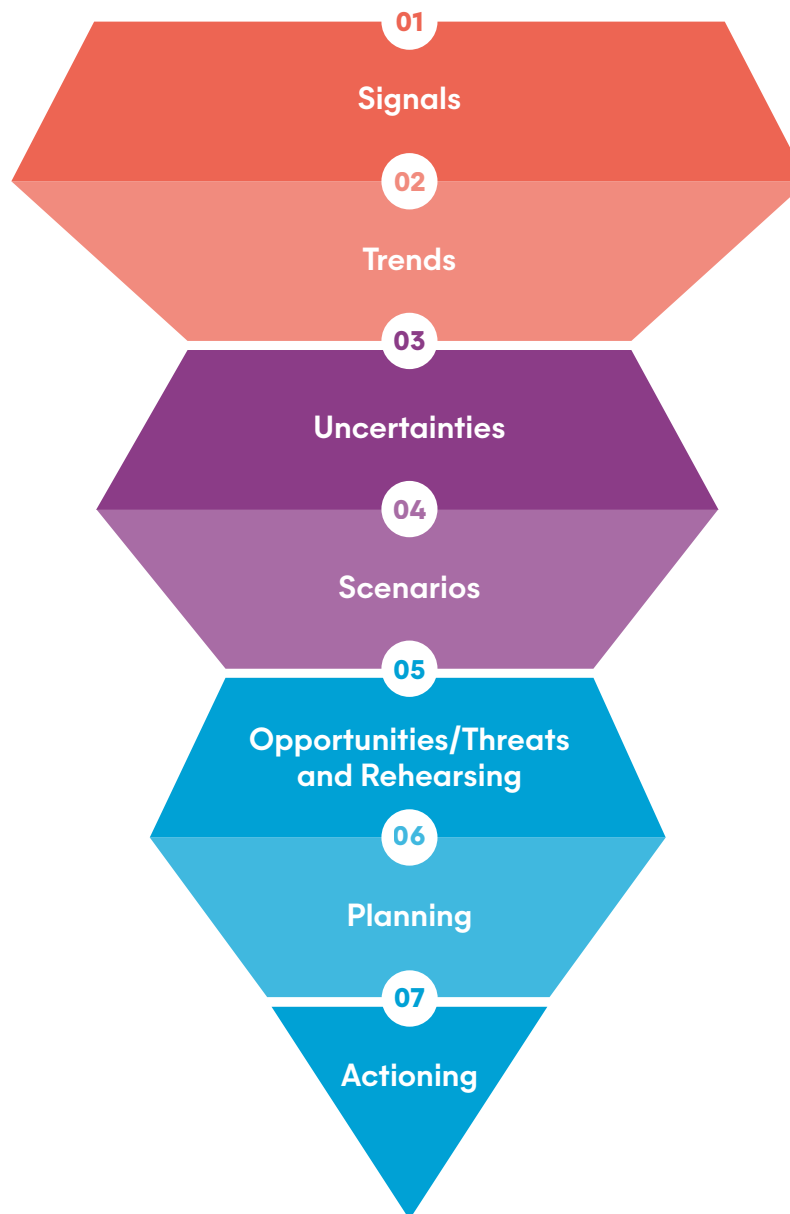 01
Signals
02
Trends
03
Uncertainties
04
Scenarios
05
Opportunities/Threats
and Rehearsing
06
Planning
07
Actioning